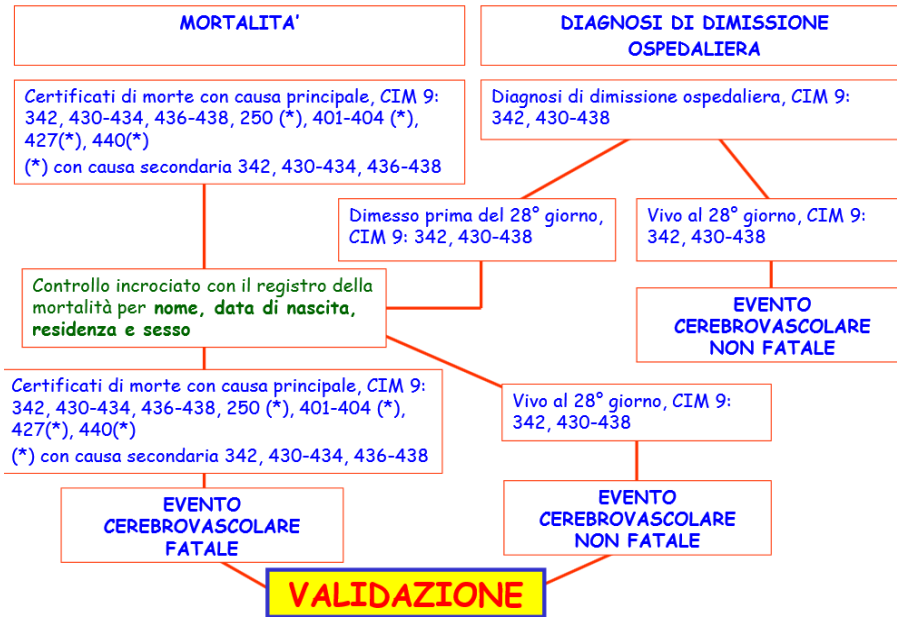 MORTALITA’
DIAGNOSI DI DIMISSIONE
OSPEDALIERA
Certificati di morte con causa principale, CIM 9:
342, 430-434, 436-438, 250 (*), 401-404 (*),
427(*), 440(*)
(*) con causa secondaria 342, 430-434, 436-438
Diagnosi di dimissione ospedaliera, CIM 9:
342, 430-438
Dimesso prima del 28° giorno,
CIM 9: 342, 430-438
Vivo al 28° giorno, CIM 9:
342, 430-438
Controllo incrociato con il registro della
mortalità per nome, data di nascita,
residenza e sesso
EVENTO
CEREBROVASCOLARE
NON FATALE
Certificati di morte con causa principale, CIM 9:
342, 430-434, 436-438, 250 (*), 401-404 (*),
427(*), 440(*)
(*) con causa secondaria 342, 430-434, 436-438
Vivo al 28° giorno, CIM 9:
342, 430-438
EVENTO
CEREBROVASCOLARE
FATALE
EVENTO
CEREBROVASCOLARE
NON FATALE
VALIDAZIONE